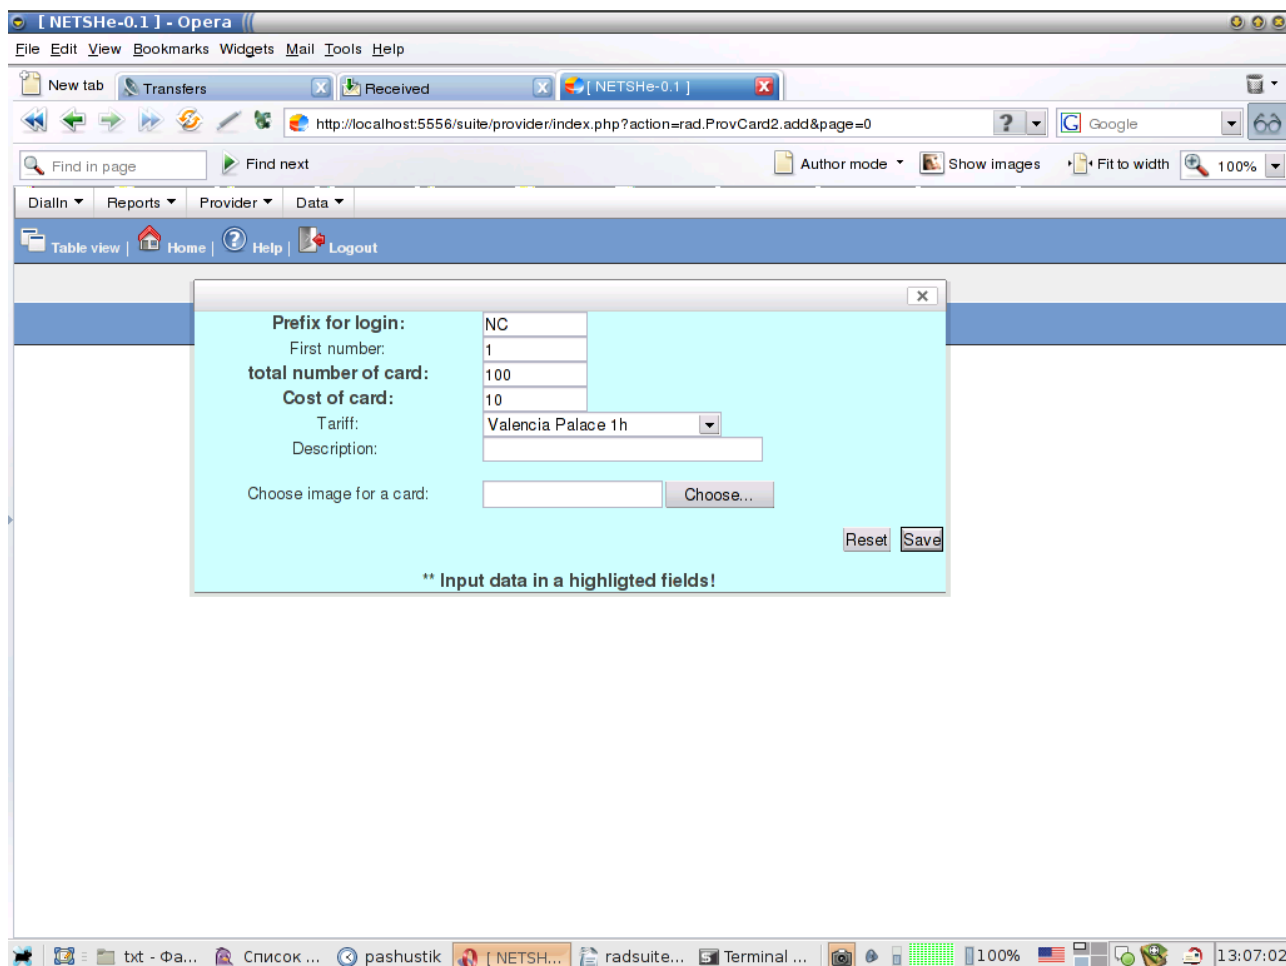 [ NETSHe-0.1 ] - Opera
File Edit View Bookmarks Widgets Mail Tools Help
New tab Transfers Received [ NETSHe-0.1 ]
http://localhost:5556/suite/provider/index.php?action=rad.ProvCard2.add&page=0 ? G Google
Find in page Find next Author mode Show images Fit to width 100%
DialIn Reports Provider Data
Table view | Home | Help | Logout
Prefix for login: NC
First number: 1
total number of card: 100
Cost of card: 10
Tariff: Valencia Palace 1h
Description:
Choose image for a card: Choose...
Reset Save
** Input data in a highligted fields!
txt - Фа... Список ... pashustik [ NETSH... radsuite... Terminal ... 100% 13:07:02